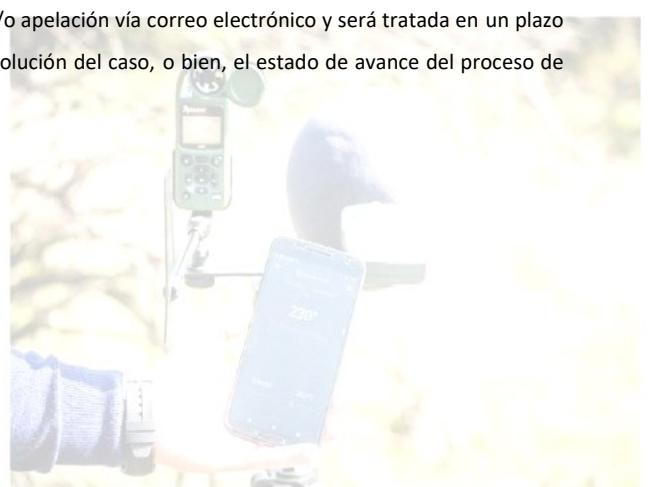 /o apelación vía correo electrónico y será tratada en un plazo
olución del caso, o bien, el estado de avance del proceso de
230°